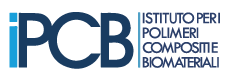 iPCB
ISTITUTO PER I
POLIMERI
COMPOSITI E
BIOMATERIALI